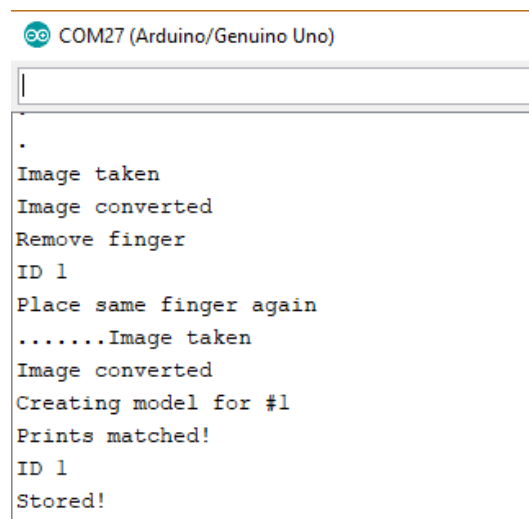 COM27 (Arduino/Genuino Uno)
.
.
Image taken
Image converted
Remove finger
ID 1
Place same finger again
.......Image taken
Image converted
Creating model for #1
Prints matched!
ID 1
Stored!